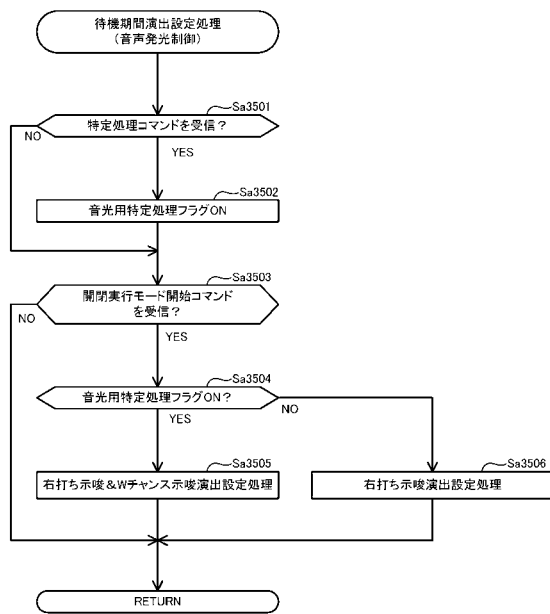 待機期間演出設定処理
(音声発光制御)
Sa3501
特定処理コマンドを受信?
NO
YES
Sa3502
音光用特定処理フラグON
Sa3503
開閉実行モード開始コマンド
を受信?
NO
YES
Sa3504
音光用特定処理フラグON?
YES
NO
Sa3505
右打ち示唆&Wチャンス示唆演出設定処理
Sa3506
右打ち示唆演出設定処理
RETURN